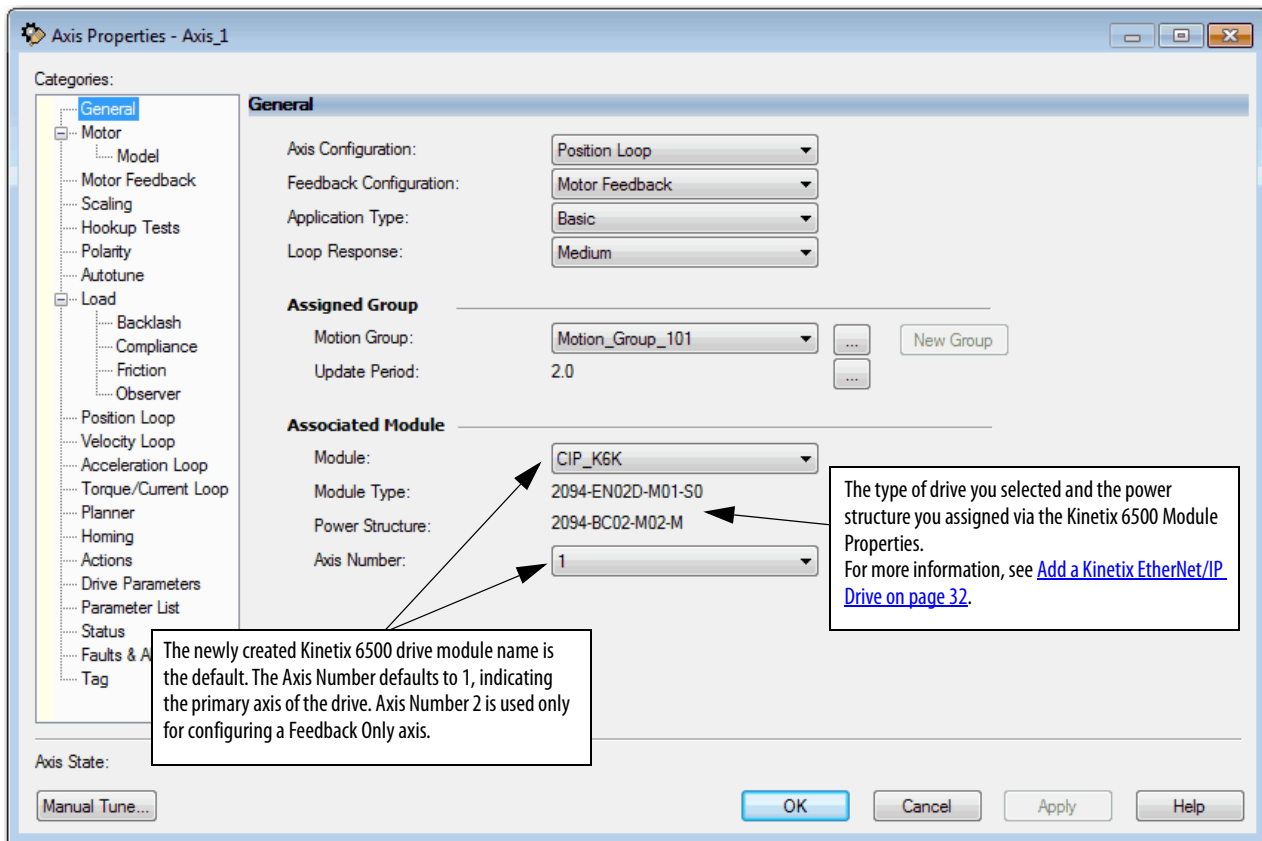 Axis Properties - Axis_1
Categories:
General
Motor
Model
Motor Feedback
Scaling
Hookup Tests
Polarity
Autotune
Load
Backlash
Compliance
Friction
Observer
Position Loop
Velocity Loop
Acceleration Loop
Torque/Current Loop
Planner
Homing
Actions
Drive Parameters
Parameter List
Status
Faults & A
Tag
General
Axis Configuration: Position Loop
Feedback Configuration: Motor Feedback
Application Type: Basic
Loop Response: Medium
Assigned Group
Motion Group: Motion_Group_101 ... New Group
Update Period: 2.0 ...
Associated Module
Module: CIP_K6K
Module Type: 2094-EN02D-M01-S0
Power Structure: 2094-BC02-M02-M
Axis Number: 1
The type of drive you selected and the power
structure you assigned via the Kinetix 6500 Module
Properties.
For more information, see Add a Kinetix EtherNet/IP
Drive on page 32.
The newly created Kinetix 6500 drive module name is
the default. The Axis Number defaults to 1, indicating
the primary axis of the drive. Axis Number 2 is used only
for configuring a Feedback Only axis.
Axis State:
Manual Tune... OK Cancel Apply Help